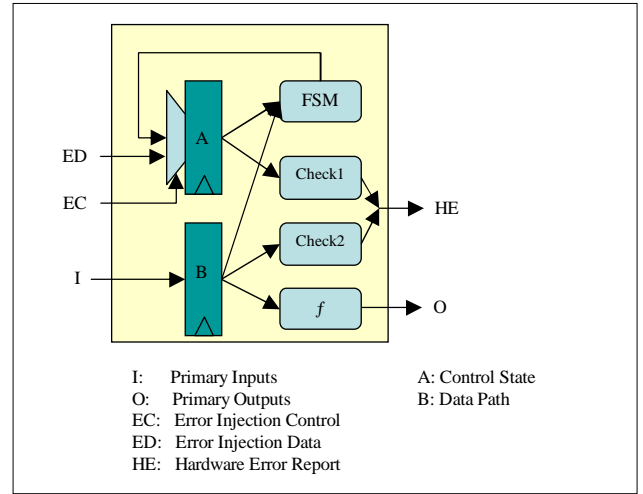 FSM
A
ED
Check1
EC
HE
Check2
B
I
f
O
I: Primary Inputs A: Control State
O: Primary Outputs B: Data Path
EC: Error Injection Control
ED: Error Injection Data
HE: Hardware Error Report